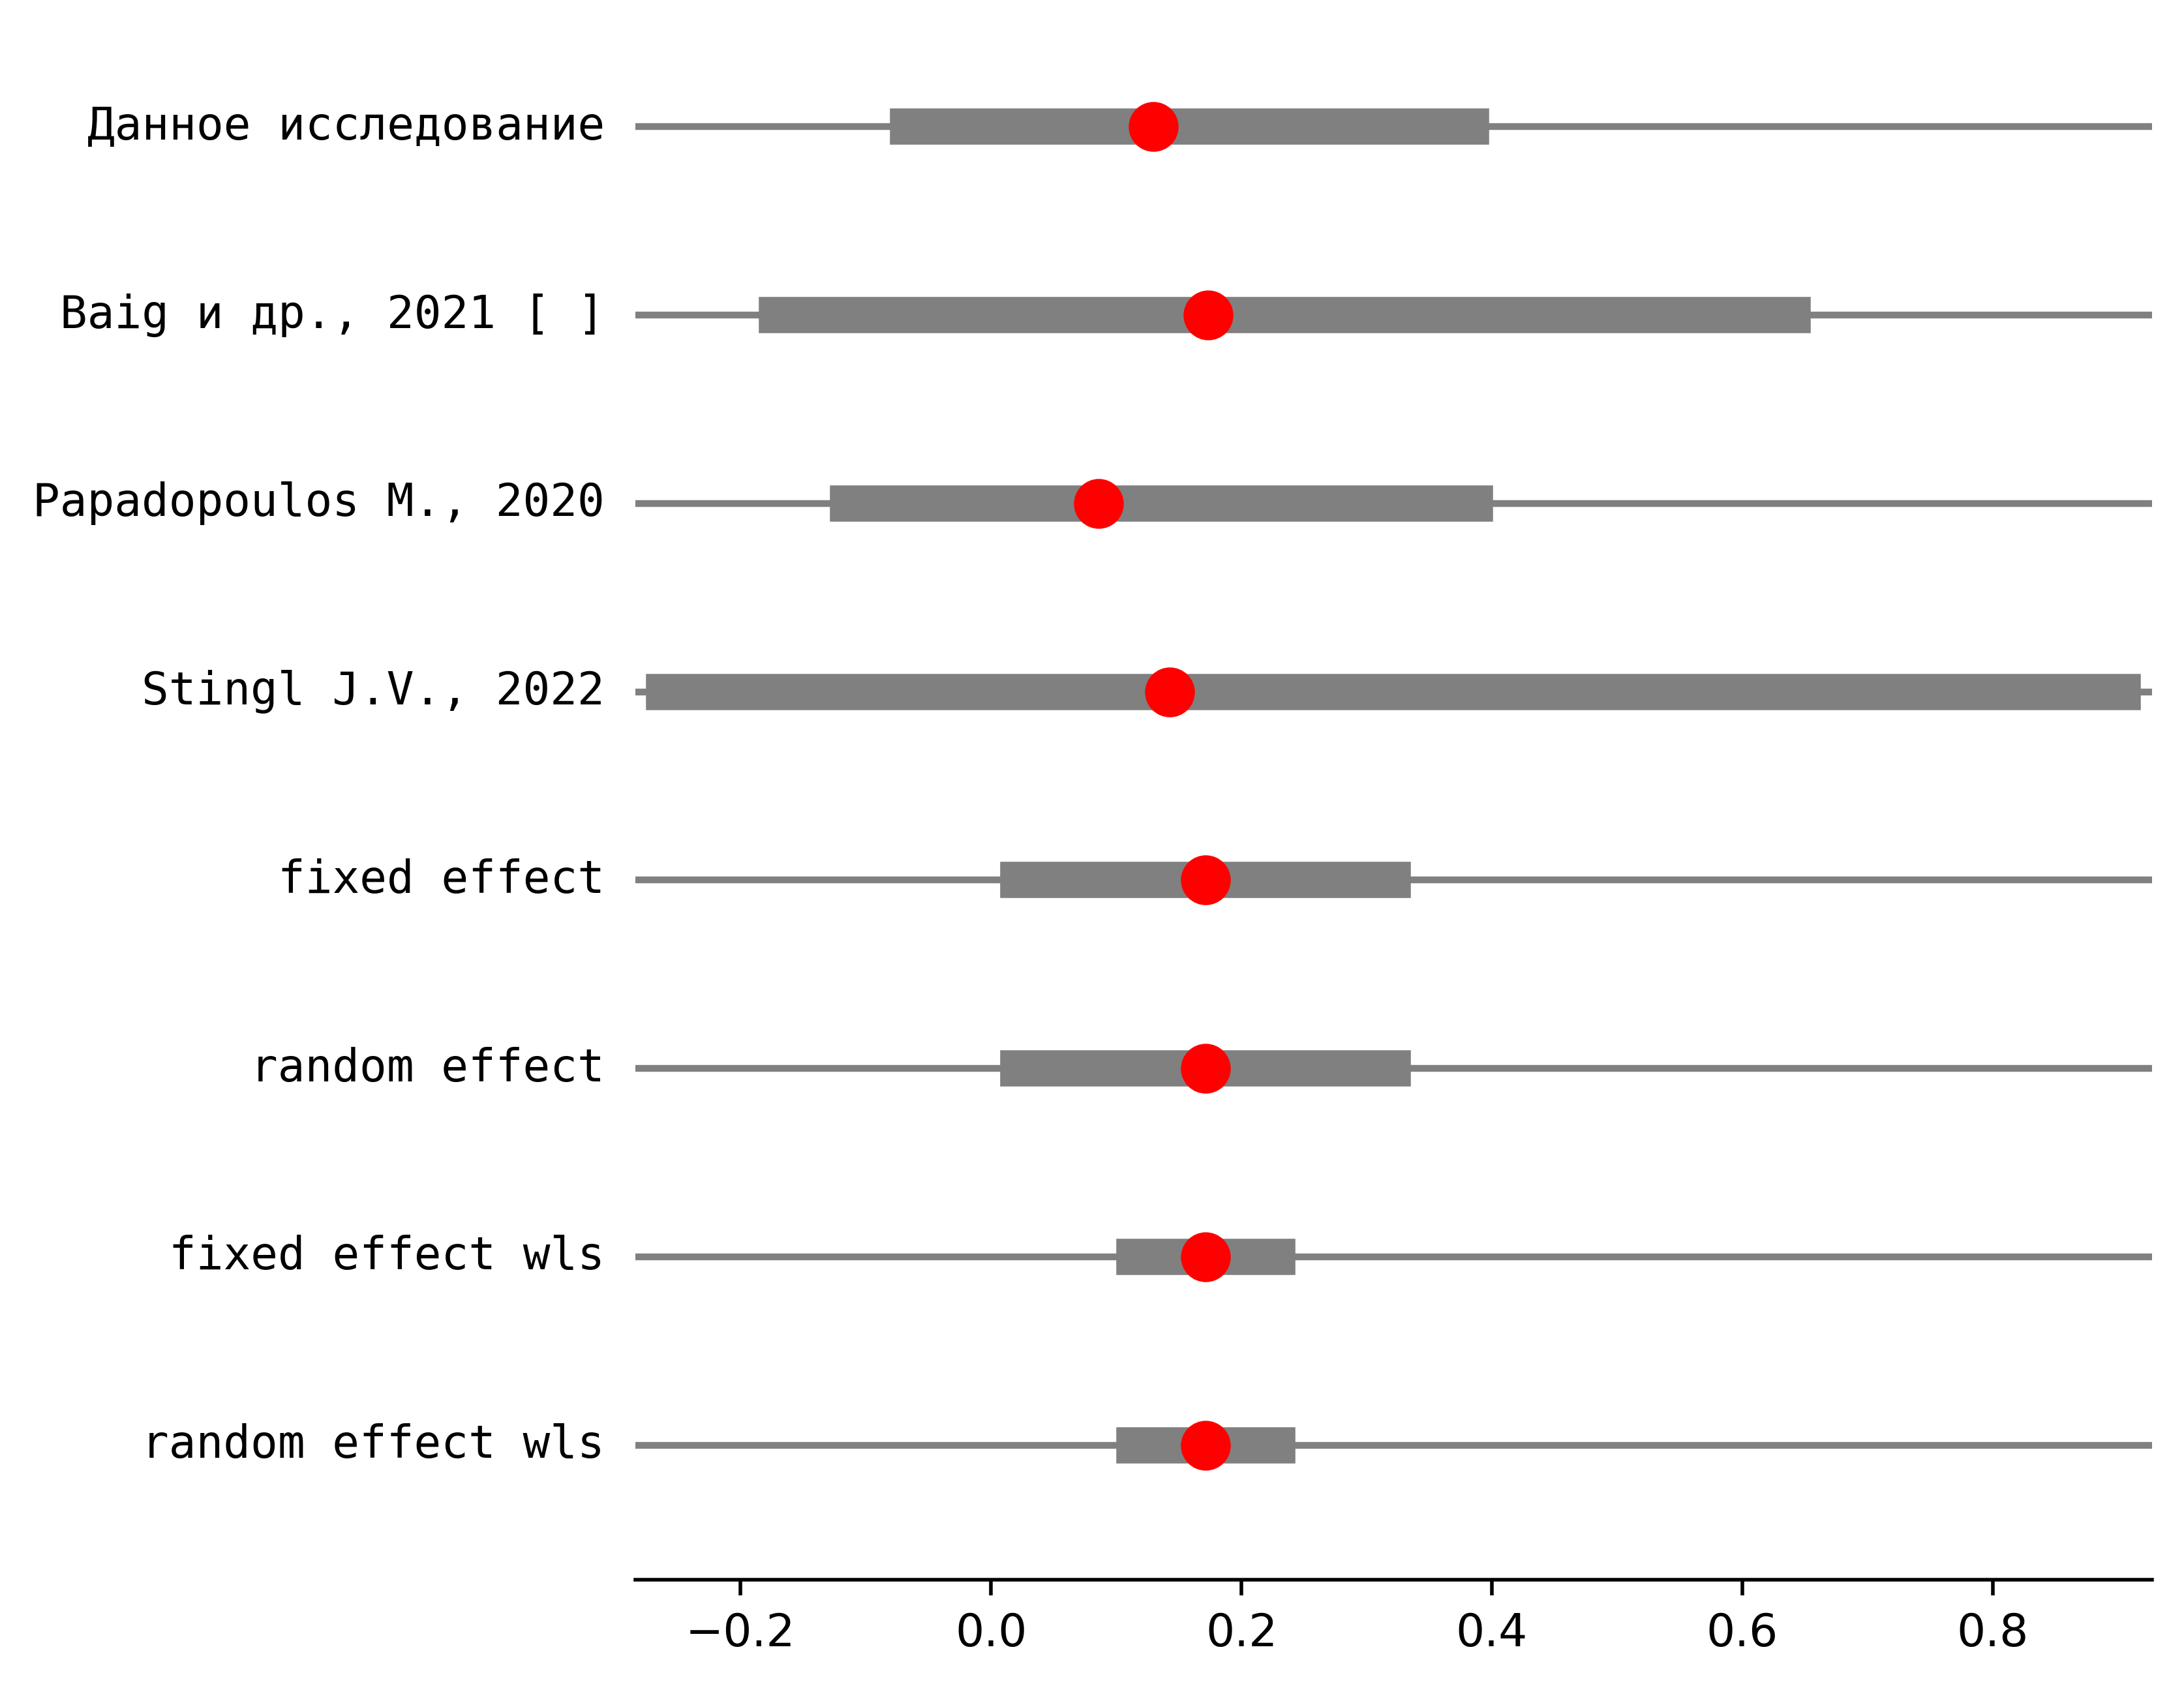 Данное исследование
Baig и др., 2021 [ ]
Papadopoulos M., 2020
Stingl J.V., 2022
fixed effect
random effect
fixed effect wls
random effect wls
−0.2 0.0 0.2 0.4 0.6 0.8